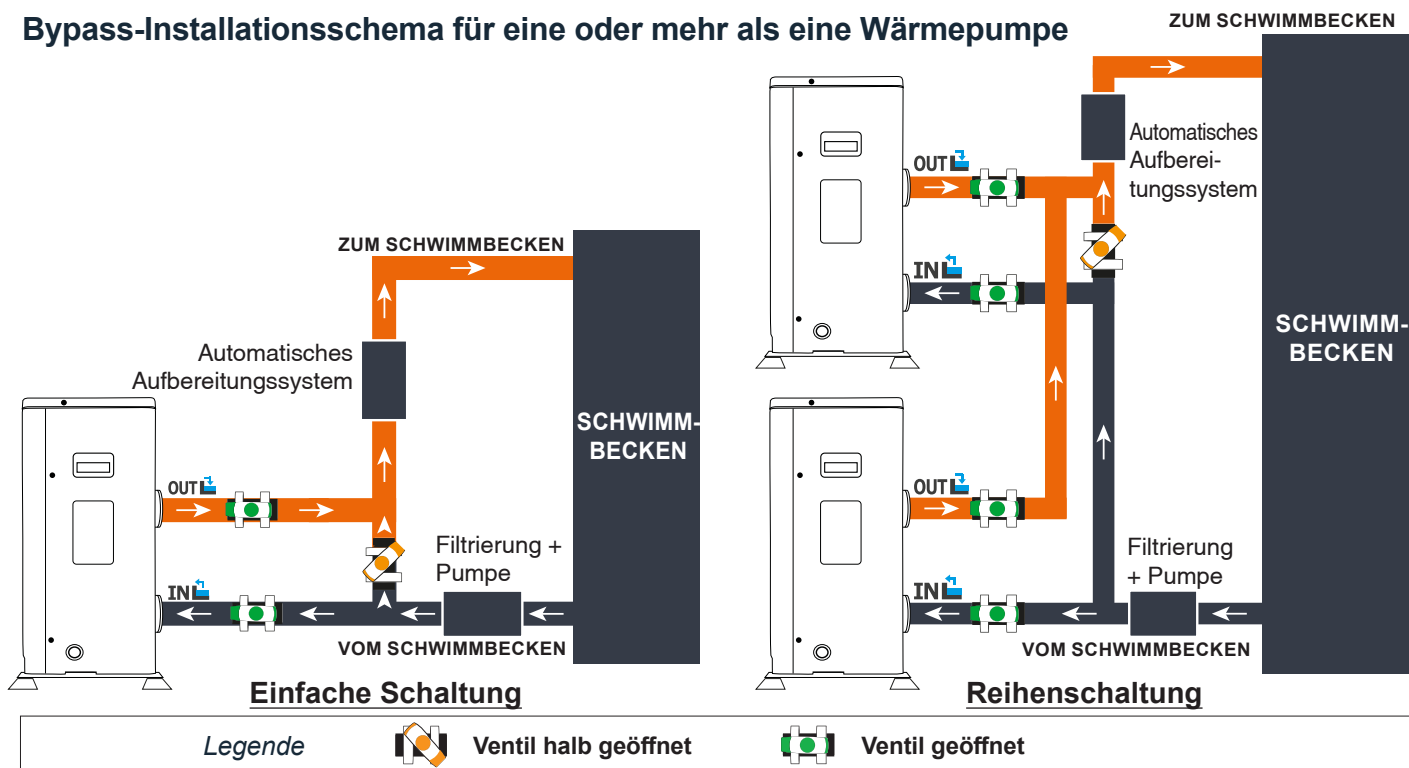 Bypass-Installationsschema für eine oder mehr als eine Wärmepumpe
ZUM SCHWIMMBECKEN
Automatisches
Aufbereitungssystem
SCHWIMM-
BECKEN
OUT
IN
Filtrierung +
Pumpe
VOM SCHWIMMBECKEN
Einfache Schaltung
ZUM SCHWIMMBECKEN
Automatisches
Aufberei-
tungssystem
OUT
IN
SCHWIMM-
BECKEN
OUT
IN
Filtrierung
+ Pumpe
VOM SCHWIMMBECKEN
Reihenschaltung
Legende
Ventil halb geöffnet
Ventil geöffnet